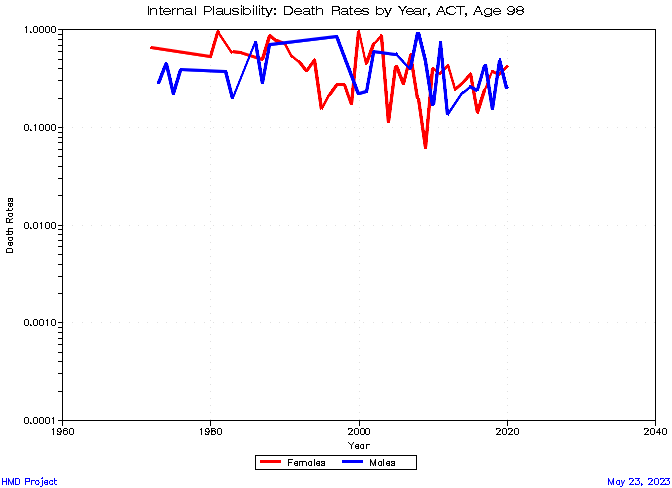 Internal Plausibility: Death Rates by Year, ACT, Age 98
1.0000
0.1000
0.0100
0.0010
0.0001
Death Rates
1960
1980
2000
2020
2040
Year
Females
Males
HMD Project
May 23, 2023